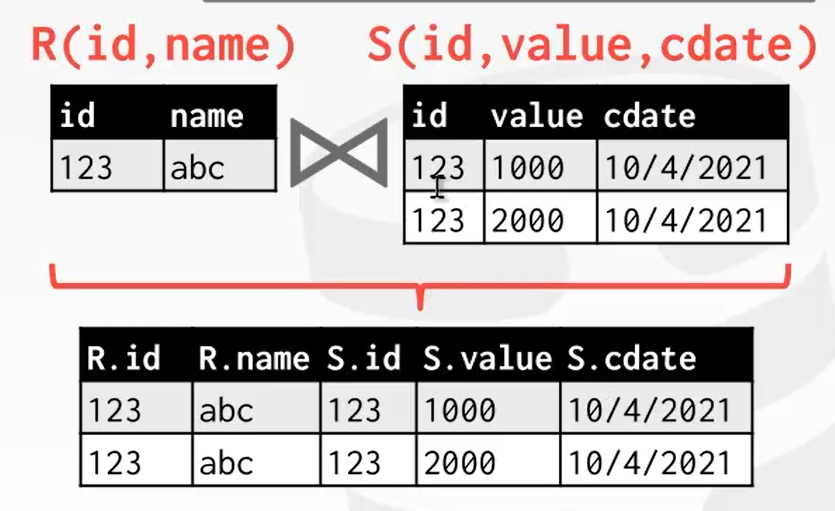 R(id,name) S(id,value,cdate)
id name id value cdate
123 abc 123 1000 10/4/2021
123 2000 10/4/2021
R.id R.name S.id S.value S.cdate
123 abc 123 1000 10/4/2021
123 abc 123 2000 10/4/2021